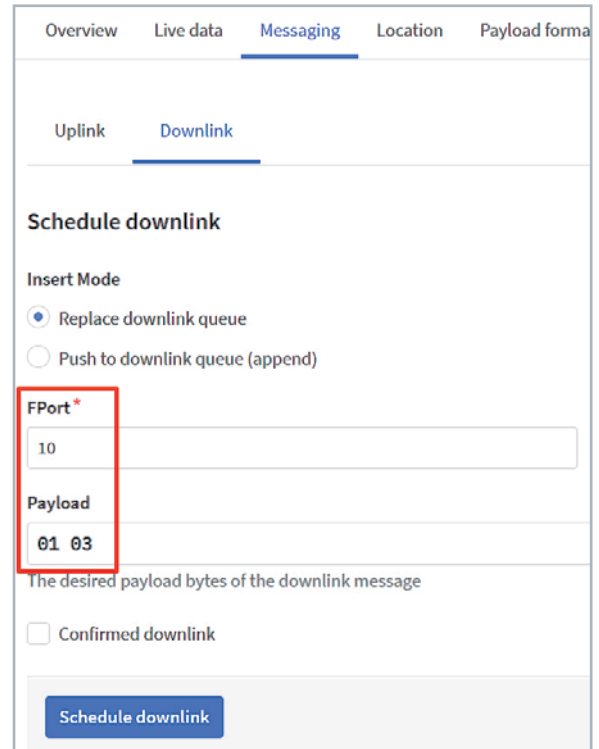 Overview Live data Messaging Location Payload forma
Uplink Downlink
Schedule downlink
Insert Mode
Replace downlink queue
Push to downlink queue (append)
FPort*
10
Payload
01 03
The desired payload bytes of the downlink message
Confirmed downlink
Schedule downlink